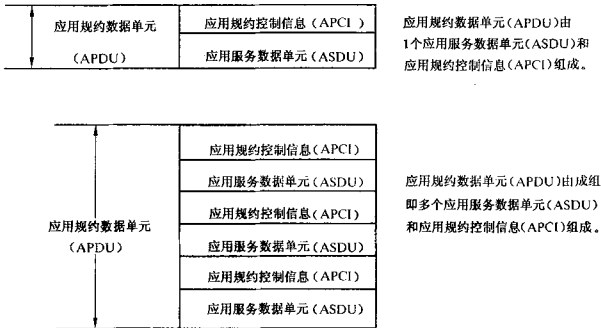 应用规约数据单元
(APDU)
应用规约控制信息(APCI)
应用服务数据单元(ASDU)
应用规约数据单元(APDU)由
1个应用服务数据单元(ASDU)和
应用规约控制信息(APCI)组成。
应用规约数据单元
(APDU)
应用规约控制信息(APCI)
应用服务数据单元(ASDU)
应用规约控制信息(APCI)
应用服务数据单元(ASDU)
应用规约控制信息(APCI)
应用服务数据单元(ASDU)
应用规约数据单元(APDU)由成组
即多个应用服务数据单元(ASDU)
和应用规约控制信息(APCI)组成。